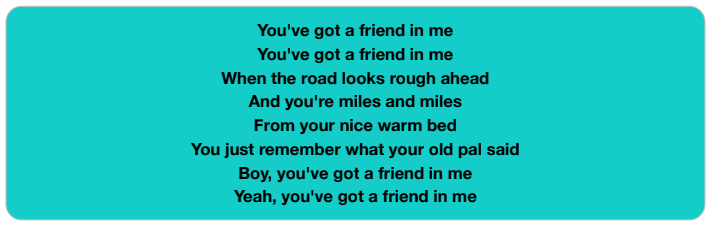 You've got a friend in me
You've got a friend in me
When the road looks rough ahead
And you're miles and miles
From your nice warm bed
You just remember what your old pal said
Boy, you've got a friend in me
Yeah, you've got a friend in me